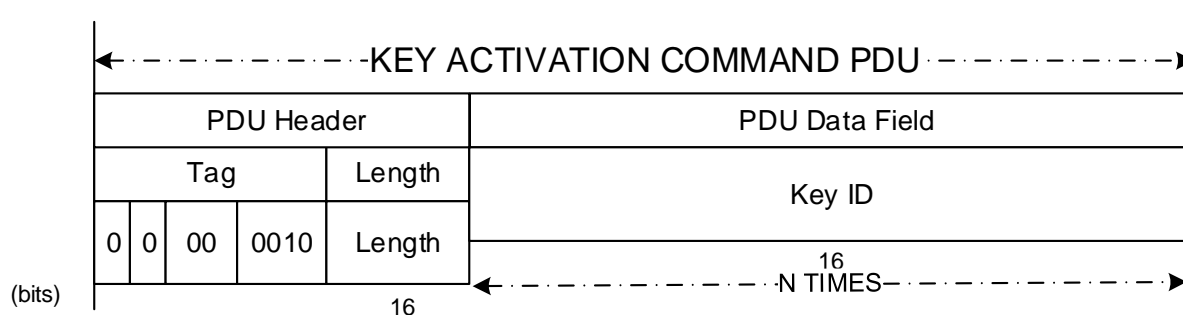 KEY ACTIVATION COMMAND PDU
PDU Header PDU Data Field
Tag Length Key ID
0 0 00 0010 Length
16
N TIMES
(bits) 16